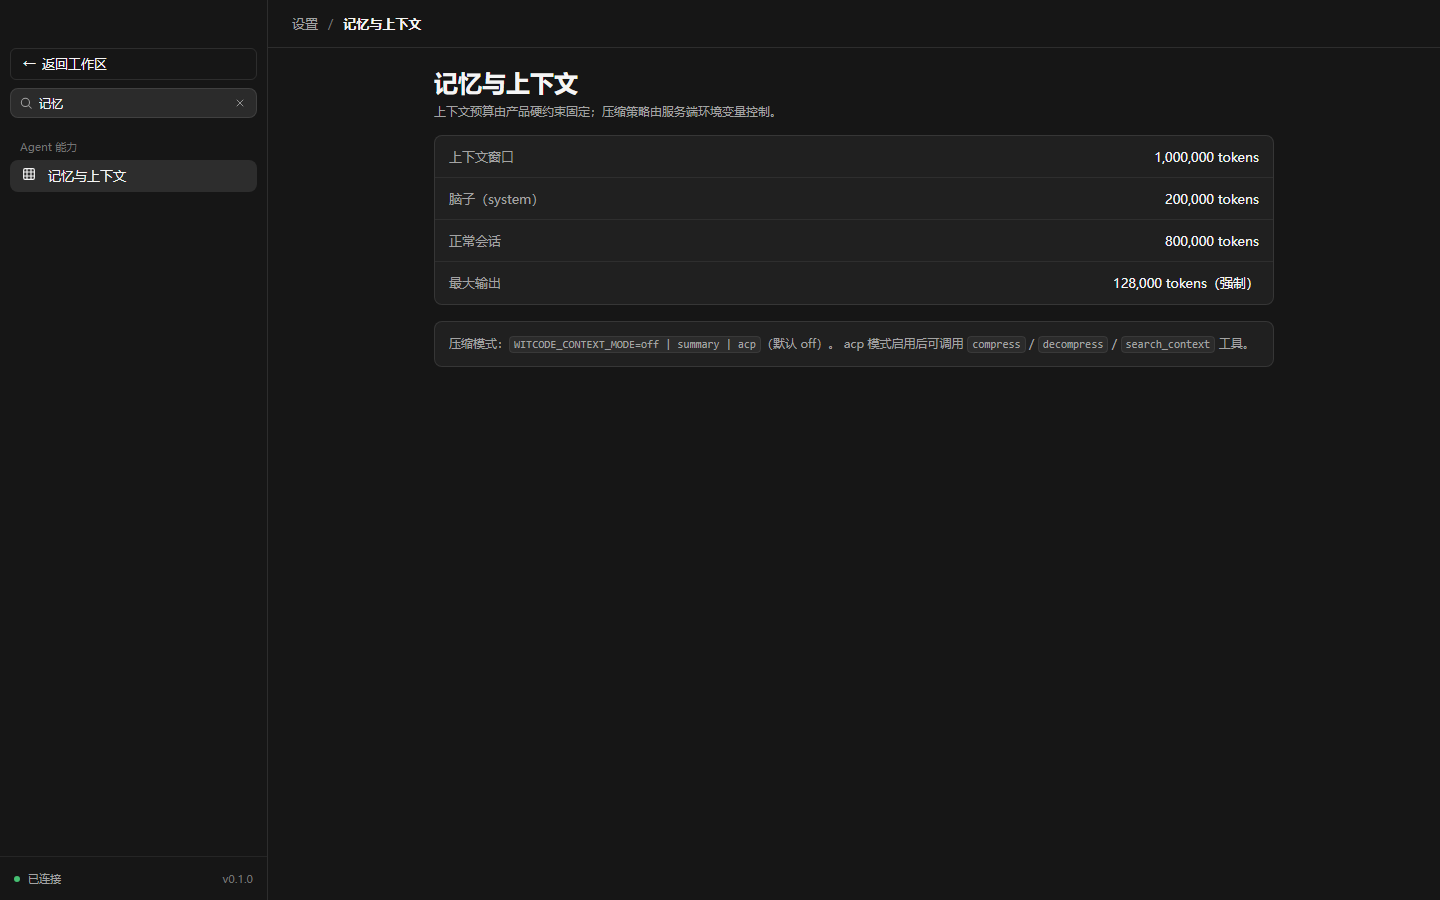 设置 / 记忆与上下文
← 返回工作区
记忆
Agent 能力
记忆与上下文
已连接
v0.1.0
记忆与上下文
上下文预算由产品硬约束固定；压缩策略由服务端环境变量控制。
上下文窗口 1,000,000 tokens
脑子（system） 200,000 tokens
正常会话 800,000 tokens
最大输出 128,000 tokens（强制）
压缩模式：WITCODE_CONTEXT_MODE=off | summary | acp（默认 off）。 acp 模式启用后可调用 compress / decompress / search_context 工具。